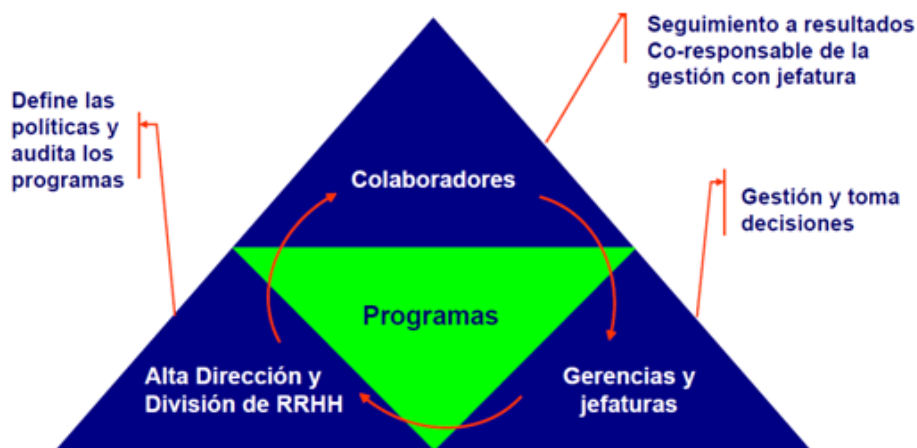 Seguimiento a resultados
Co-responsable de la
gestión con jefatura
Define las
políticas y
audita los
programas
Colaboradores
Gestión y toma
decisiones
Programas
Alta Dirección y
División de RRHH
Gerencias y
jefaturas